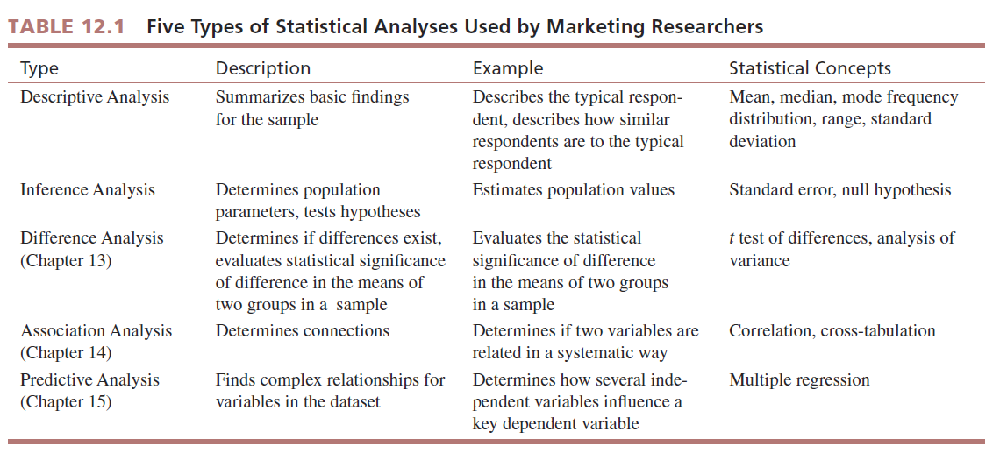 TABLE 12.1 Five Types of Statistical Analyses Used by Marketing Researchers
Type Description Example Statistical Concepts
Descriptive Analysis Summarizes basic findings Describes the typical respon- Mean, median, mode frequency
for the sample dent, describes how similar distribution, range, standard
respondents are to the typical deviation
respondent
Inference Analysis Determines population Estimates population values Standard error, null hypothesis
parameters, tests hypotheses
Difference Analysis Determines if differences exist, Evaluates the statistical t test of differences, analysis of
(Chapter 13) evaluates statistical significance significance of difference variance
of difference in the means of in the means of two groups
two groups in a sample in a sample
Association Analysis Determines connections Determines if two variables are Correlation, cross-tabulation
(Chapter 14) related in a systematic way
Predictive Analysis Finds complex relationships for Determines how several inde- Multiple regression
(Chapter 15) variables in the dataset pendent variables influence a
key dependent variable